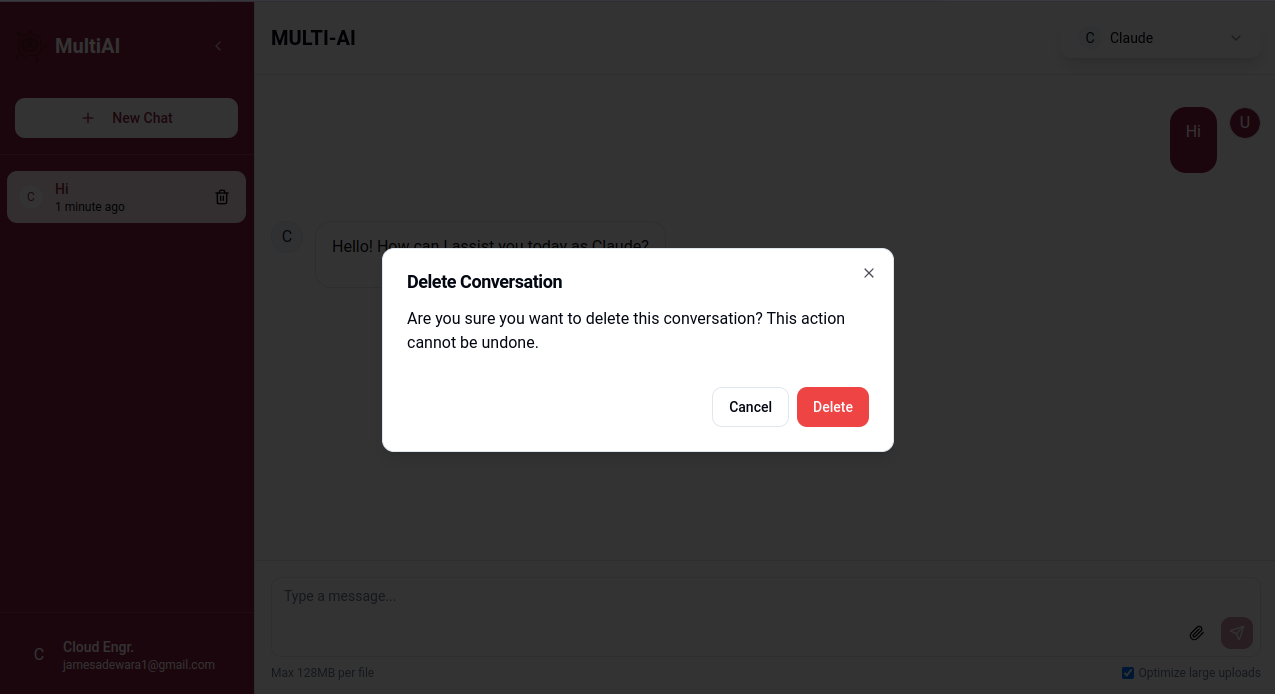 MultiAI
New Chat
C
Hi
1 minute ago
C
Cloud Engr.
jamesadewara1@gmail.com
MULTI-AI
C Claude
Hi
U
C
Hello! How can I assist you today as Claude?
Delete Conversation
Are you sure you want to delete this conversation? This action
cannot be undone.
Cancel Delete
Type a message...
Max 128MB per file
Optimize large uploads